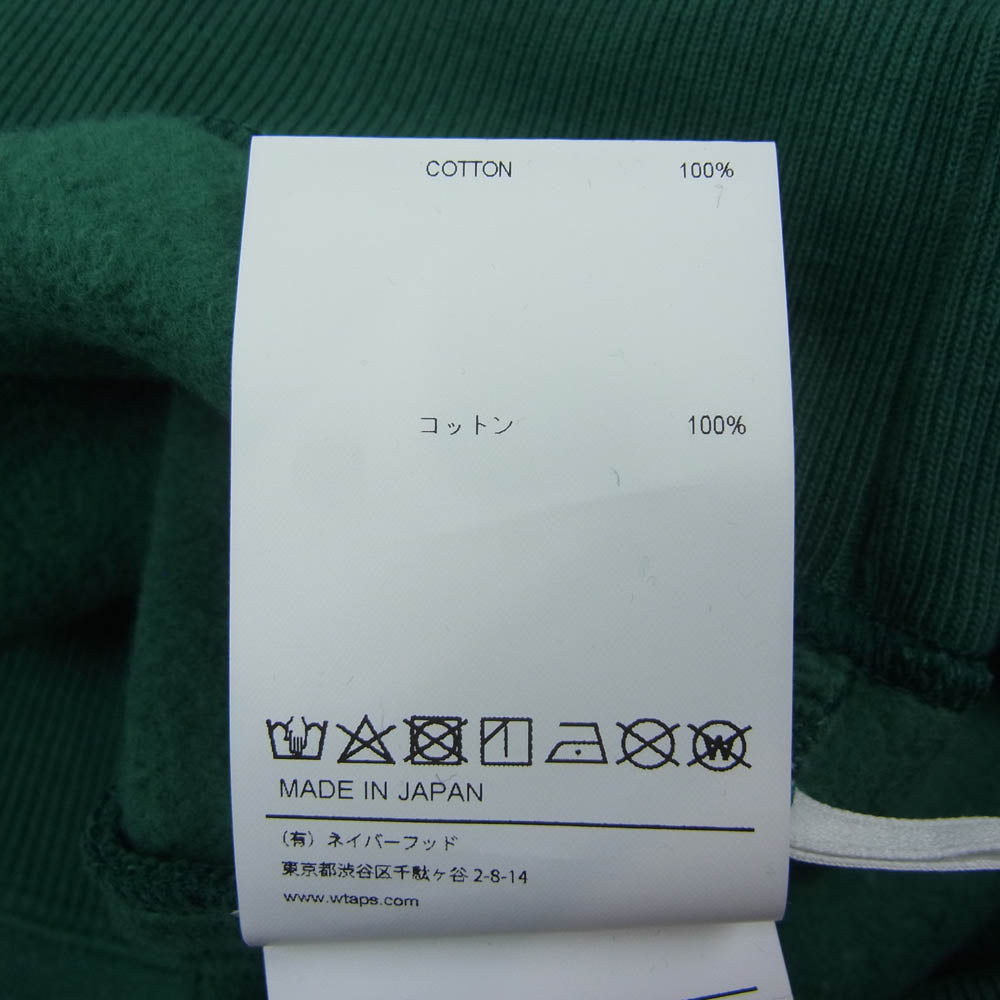 COTTON 100%
コットン 100%
W
MADE IN JAPAN
(有) ネイバーフッド
東京都渋谷区千駄ヶ谷2-8-14
www.wtaps.com